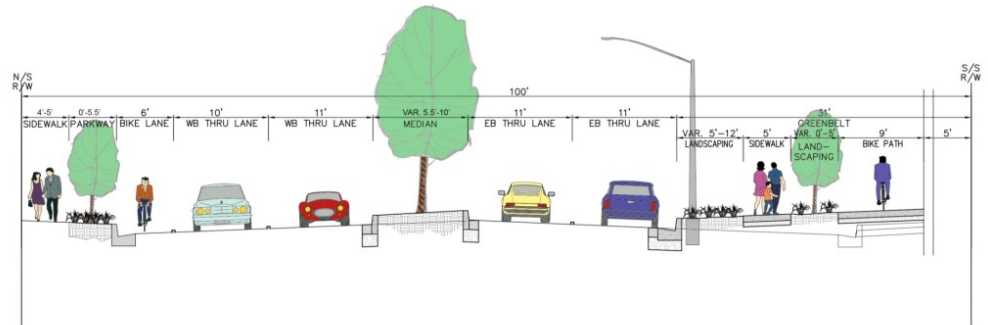 N/S
R/W
S/S
R/W
100'
4'-5'
0'-5.5'
6'
10'
11'
VAR. 5.5'-10'
11'
11'
31'
SIDEWALK
PARKWAY
BIKE LANE
WB THRU LANE
WB THRU LANE
MEDIAN
EB THRU LANE
EB THRU LANE
GREENBELT
VAR. 5'-12'
LANDSCAPING
5'
SIDEWALK
VAR. 0'-5'
LAND-
SCAPING
9'
BIKE PATH
5'